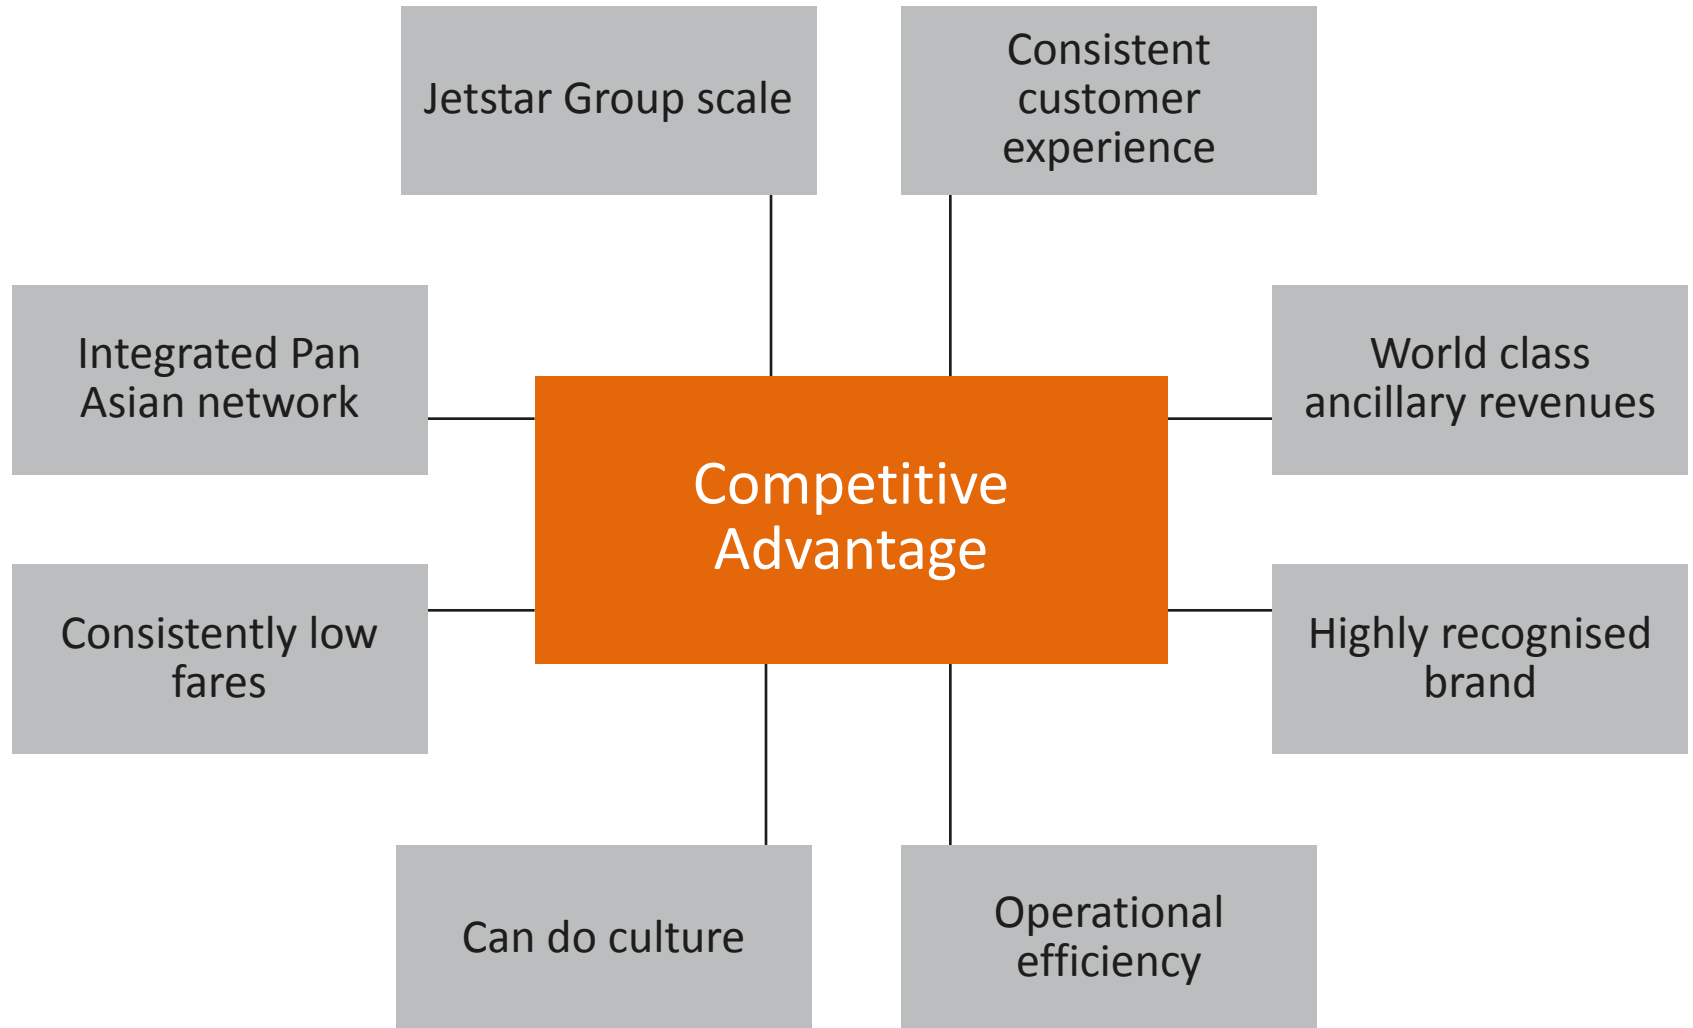 Jetstar Group scale
Consistent
customer
experience
Integrated Pan
Asian network
World class
ancillary revenues
Competitive
Advantage
Consistently low
fares
Highly recognised
brand
Can do culture
Operational
efficiency